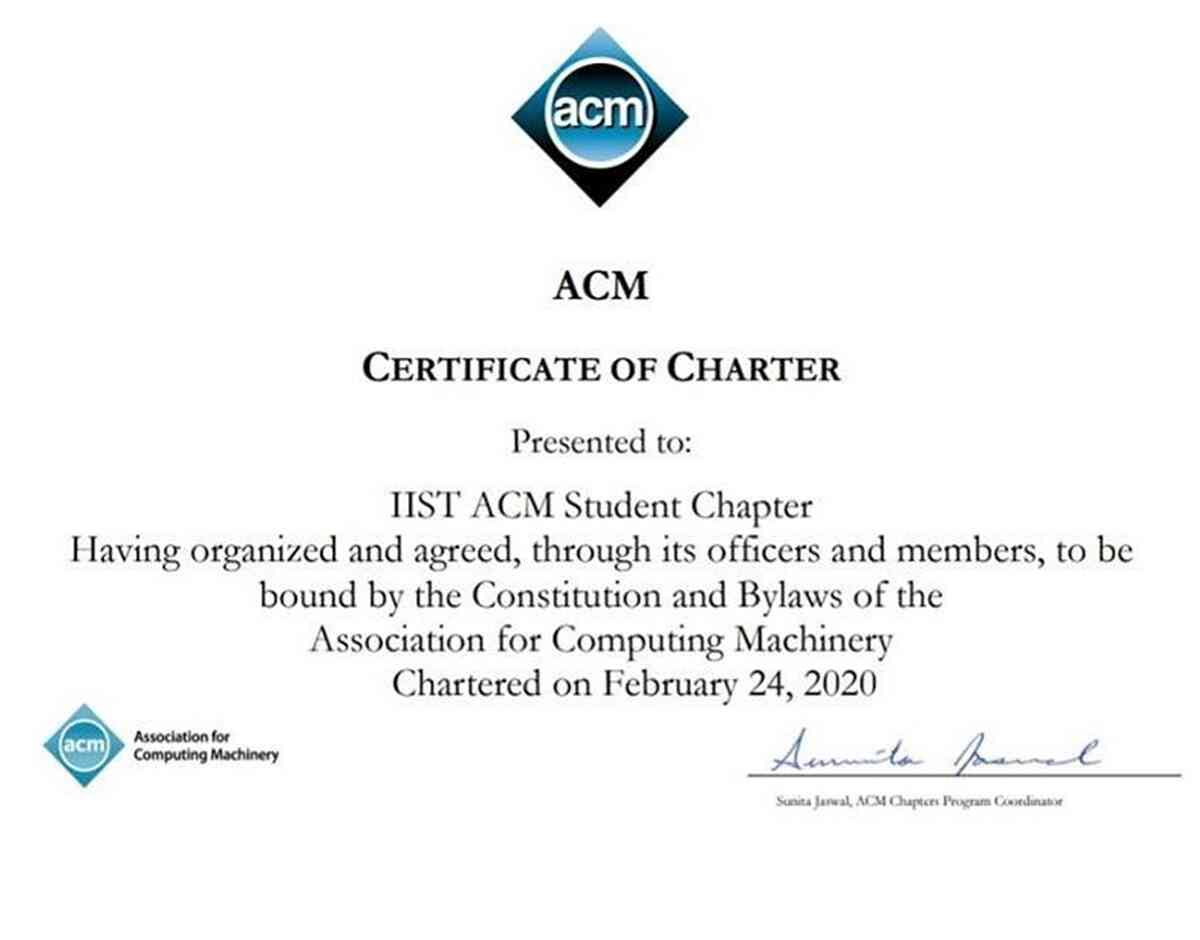 acm
ACM
CERTIFICATE OF CHARTER
Presented to:
IIST ACM Student Chapter
Having organized and agreed, through its officers and members, to be
bound by the Constitution and Bylaws of the
Association for Computing Machinery
Chartered on February 24, 2020
acm
Association for
Computing Machinery
Sunita Jaswal
Sunita Jaswal, ACM Chapters Program Coordinator